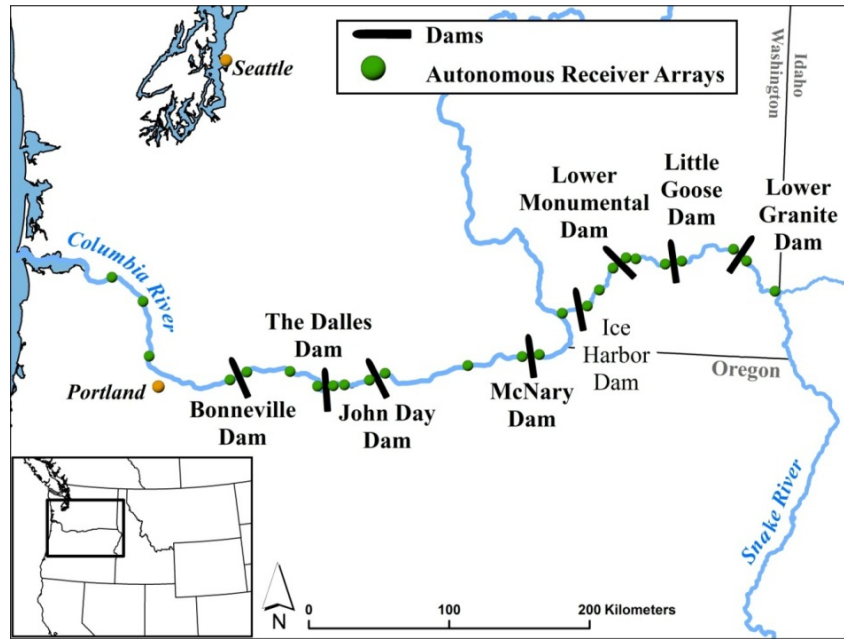 Dams
Autonomous Receiver Arrays
Seattle
Idaho
Washington
Little
Goose
Dam
Lower
Monumental
Dam
Lower
Granite
Dam
Columbia
River
The Dalles
Dam
Ice
Harbor
Dam
Oregon
Portland
Bonneville
Dam
John Day
Dam
McNary
Dam
Snake River
N
0
100
200 Kilometers